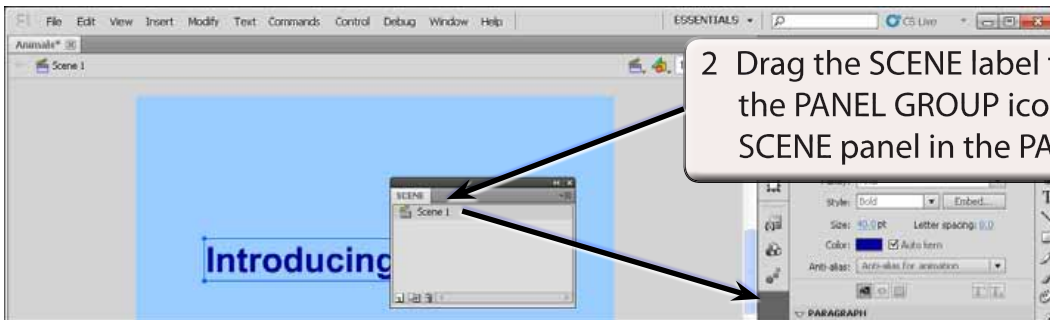 Fl File Edit View Insert Modify Text Commands Control Debug Window Help ESSENTIALS CS Live
Animals*
Scene 1
2 Drag the SCENE label
the PANEL GROUP ico
SCENE panel in the PA
SCENE
Scene 1
Style: Bold Embed...
Size: 40.0 pt Letter spacing: 0.0
Color: Auto kern
Anti-alias: Anti-alias for animation
Introducing
PARAGRAPH